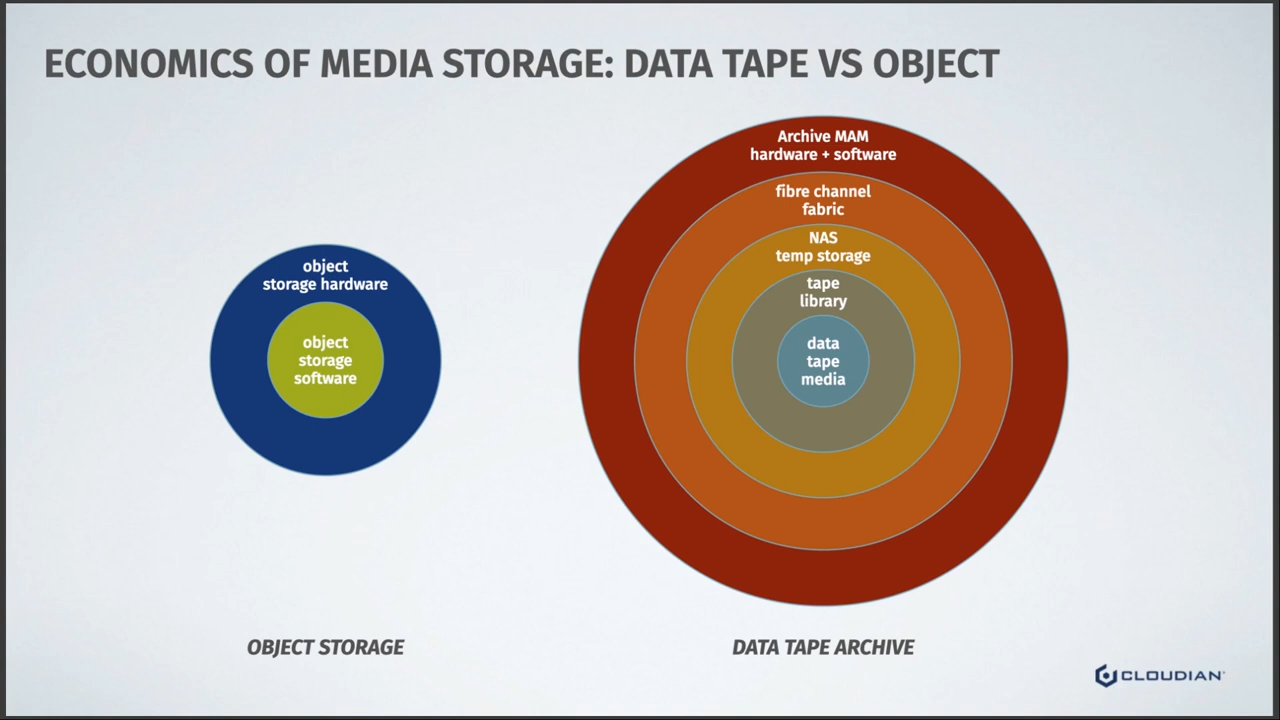 ECONOMICS OF MEDIA STORAGE: DATA TAPE VS OBJECT
object
storage hardware
object
storage
software
OBJECT STORAGE
Archive MAM
hardware + software
fibre channel
fabric
NAS
temp storage
tape
library
data
tape
media
DATA TAPE ARCHIVE
CLOUDIAN